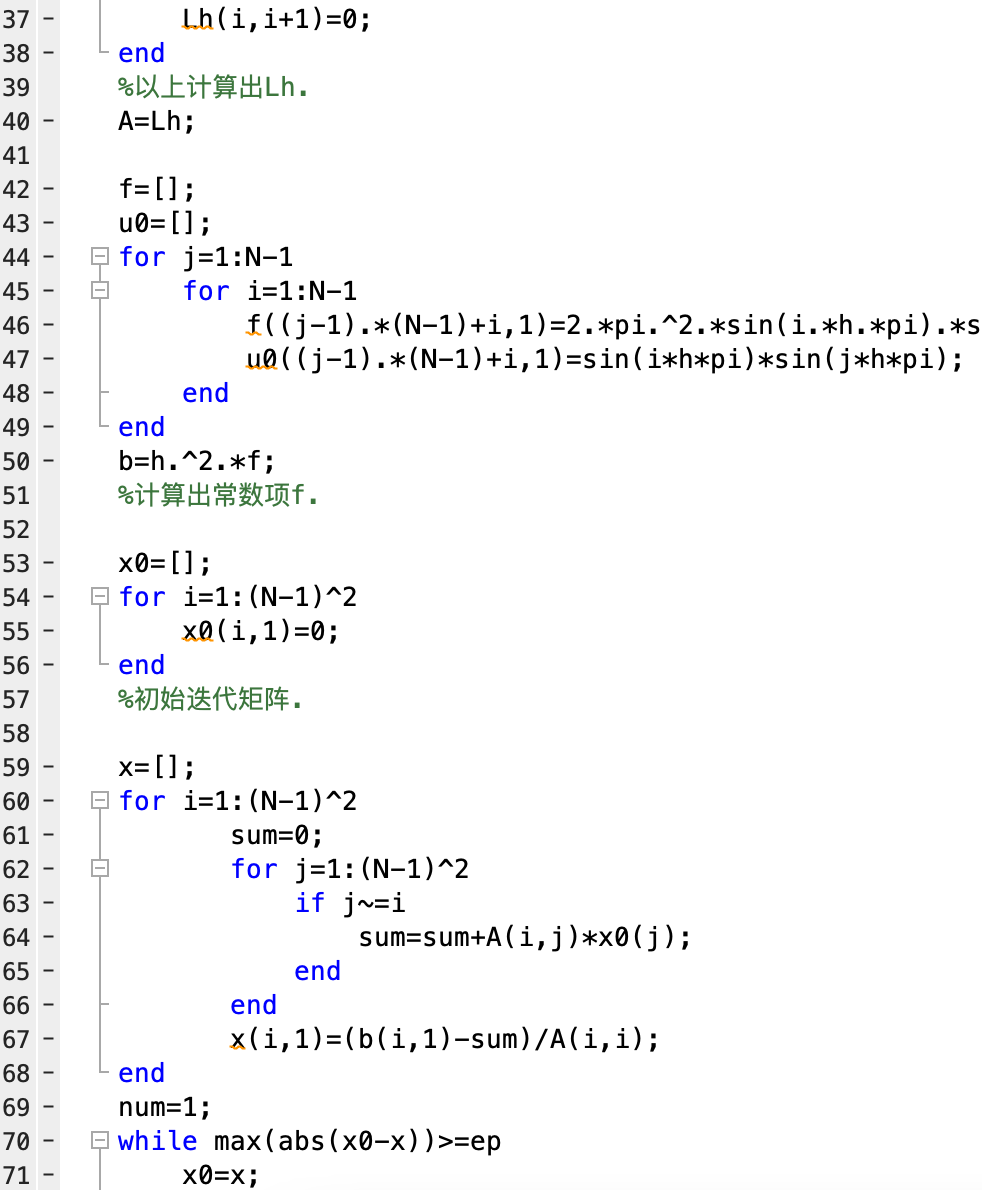 37 -         Lh(i,i+1)=0;
38 -     end
39       %以上计算出Lh.
40 -     A=Lh;
41
42 -     f=[];
43 -     u0=[];
44 -     for j=1:N-1
45 -         for i=1:N-1
46 -             f((j-1).*(N-1)+i,1)=2.*pi.^2.*sin(i.*h.*pi).*s
47 -             u0((j-1).*(N-1)+i,1)=sin(i*h*pi)*sin(j*h*pi);
48 -         end
49 -     end
50 -     b=h.^2.*f;
51       %计算出常数项f.
52
53 -     x0=[];
54 -     for i=1:(N-1)^2
55 -         x0(i,1)=0;
56 -     end
57       %初始迭代矩阵.
58
59 -     x=[];
60 -     for i=1:(N-1)^2
61 -            sum=0;
62 -            for j=1:(N-1)^2
63 -                if j~=i
64 -                    sum=sum+A(i,j)*x0(j);
65 -                end
66 -            end
67 -            x(i,1)=(b(i,1)-sum)/A(i,i);
68 -     end
69 -     num=1;
70 -     while max(abs(x0-x))>=ep
71 -         x0=x;